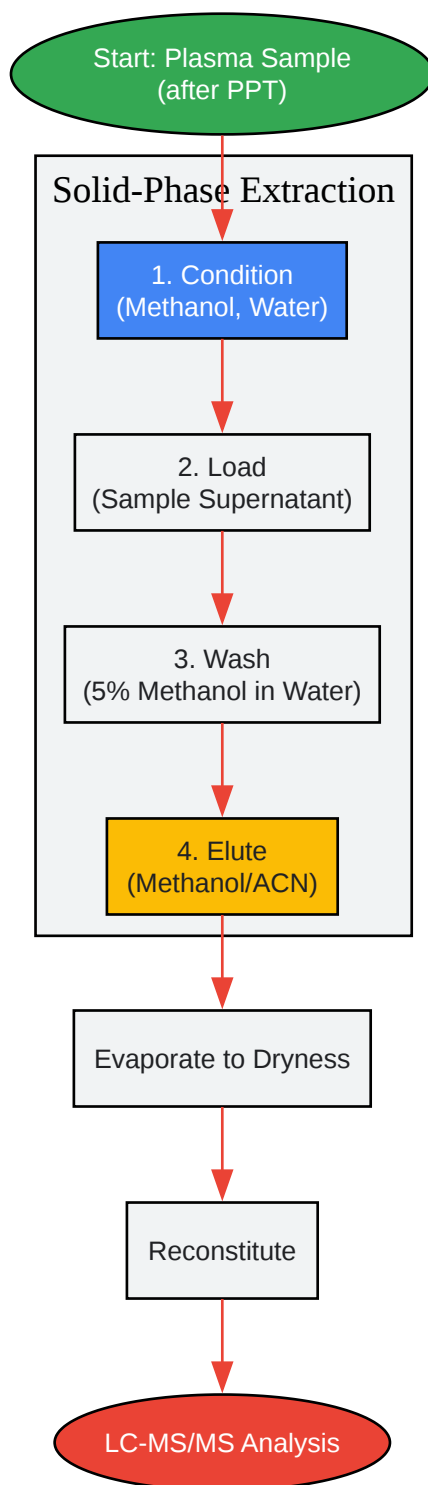 Start: Plasma Sample
(after PPT)
Solid-Phase Extraction
1. Condition
(Methanol, Water)
2. Load
(Sample Supernatant)
3. Wash
(5% Methanol in Water)
4. Elute
(Methanol/ACN)
Evaporate to Dryness
Reconstitute
LC-MS/MS Analysis